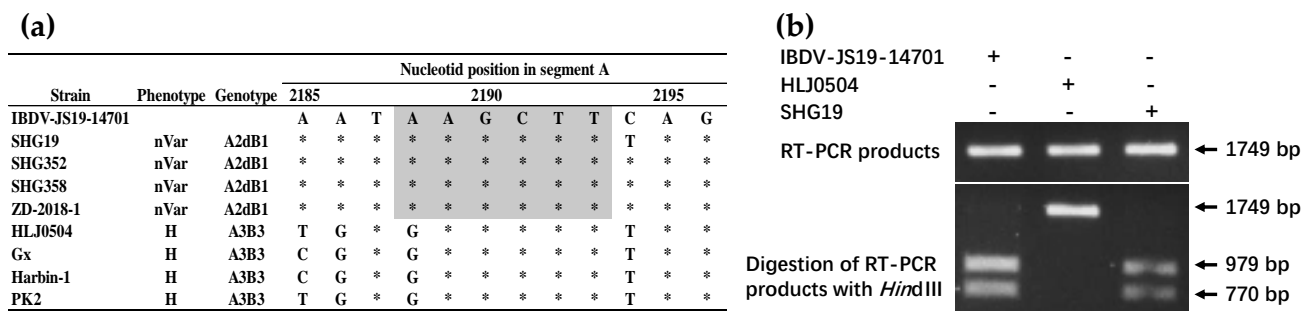 (a)
Nucleotid position in segment A
Strain Phenotype Genotype 2185 2190 2195
IBDV-JS19-14701 A A T A A G C T T C A G
SHG19 nVar A2dB1 * * * * * * * * * T * *
SHG352 nVar A2dB1 * * * * * * * * * * * *
SHG358 nVar A2dB1 * * * * * * * * * * * *
ZD-2018-1 nVar A2dB1 * * * * * * * * * * * *
HLJ0504 H A3B3 T G * G * * * * * T * *
Gx H A3B3 C G * G * * * * * T * *
Harbin-1 H A3B3 C G * G * * * * * T * *
PK2 H A3B3 T G * G * * * * * T * *
(b)
IBDV-JS19-14701 + - -
HLJ0504 - + -
SHG19 - - +
RT-PCR products ← 1749 bp
← 1749 bp
Digestion of RT-PCR ← 979 bp
products with HindIII ← 770 bp